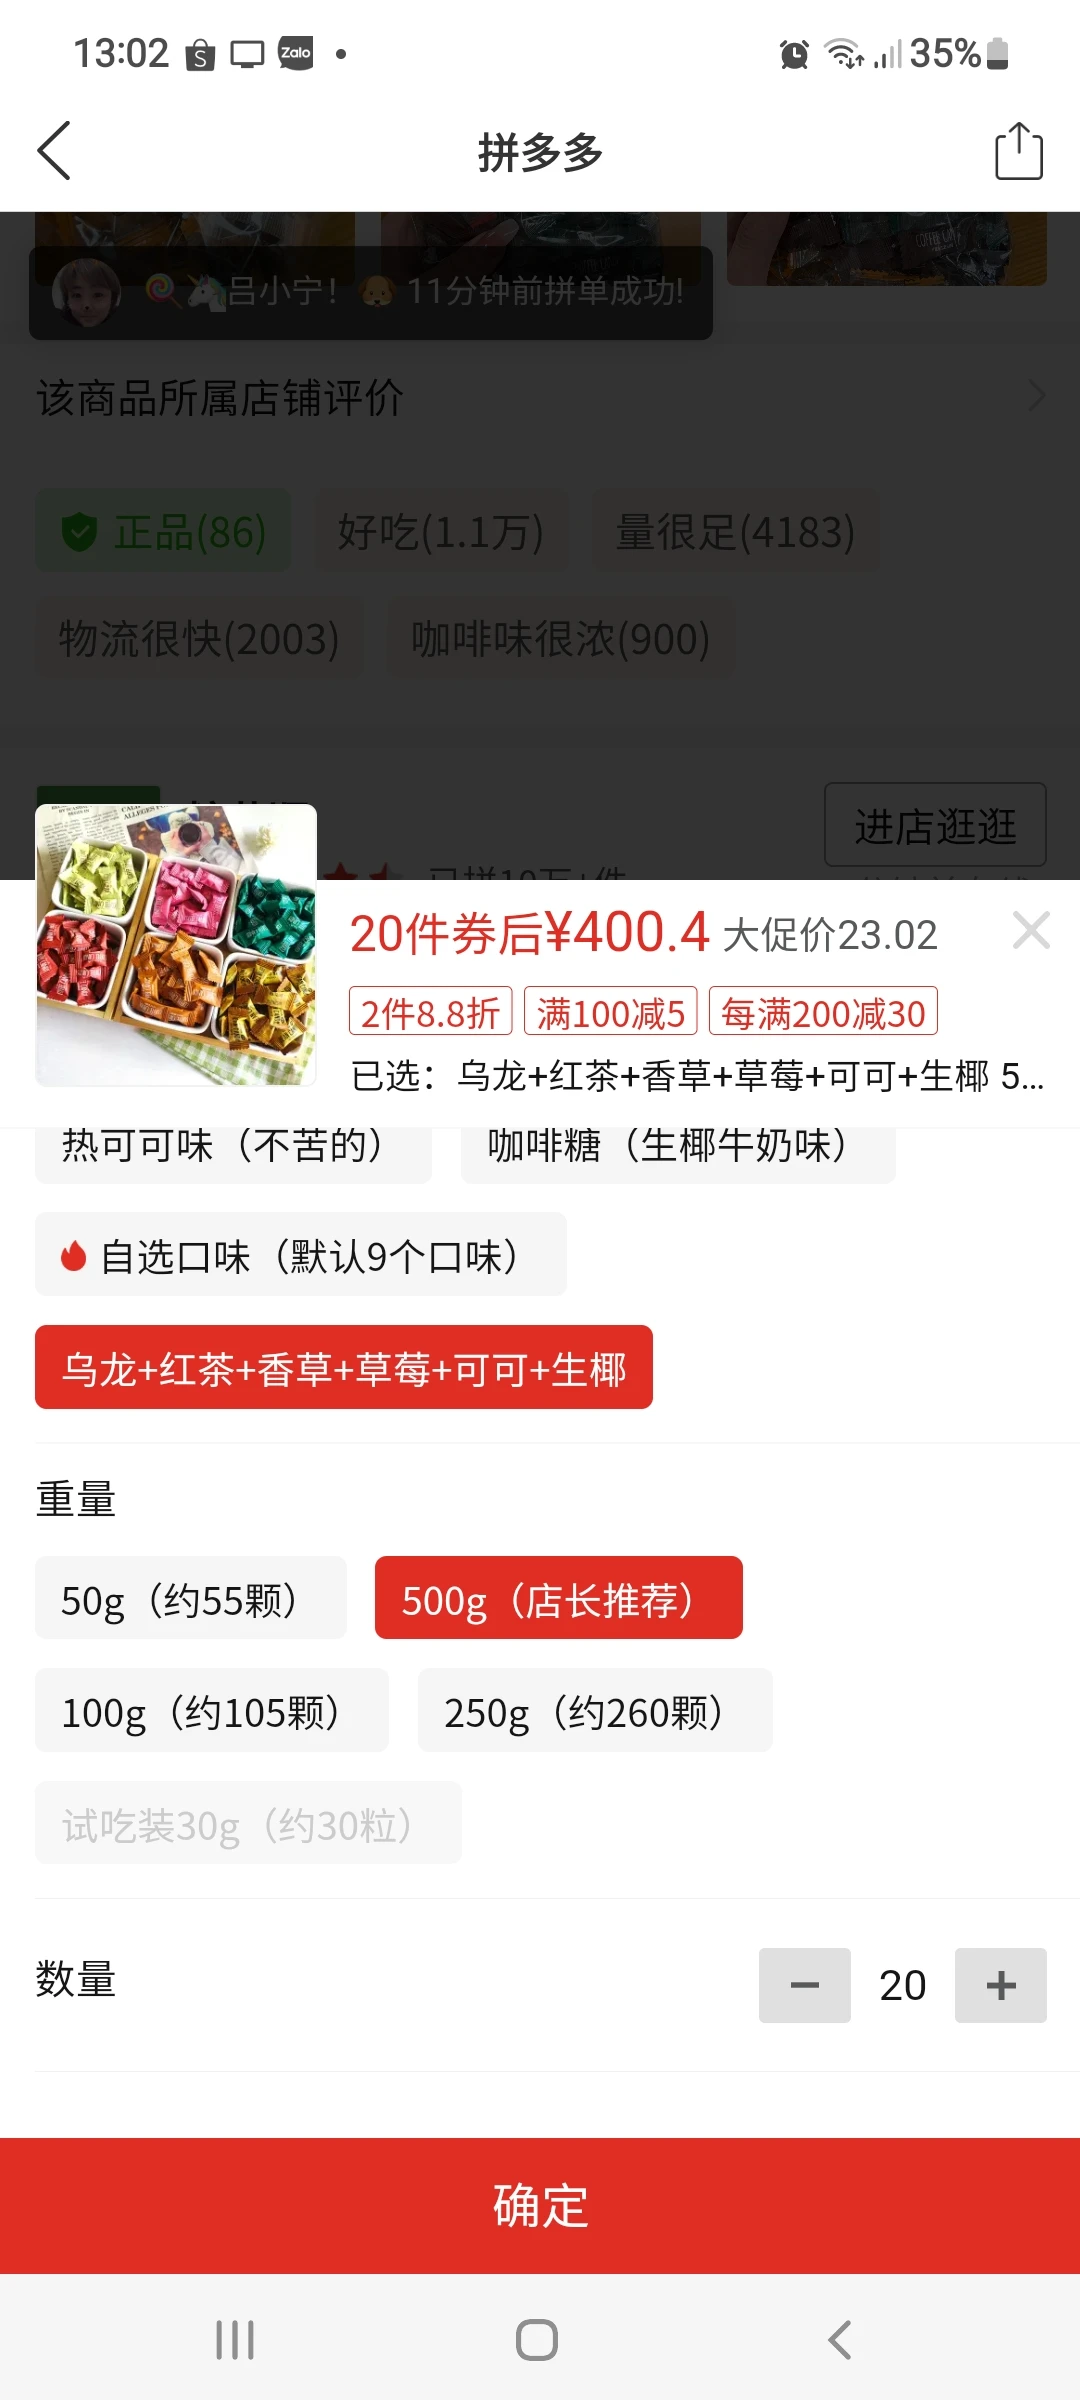 13:02 Zalo 35%
拼多多
吕小宁! 11分钟前拼单成功!
该商品所属店铺评价
正品(86) 好吃(1.1万) 量很足(4183)
物流很快(2003) 咖啡味很浓(900)
进店逛逛
20件券后¥400.4 大促价23.02
2件8.8折 满100减5 每满200减30
已选：乌龙+红茶+香草+草莓+可可+生椰 5...
热可可味（不苦的） 咖啡糖（生椰牛奶味）
自选口味（默认9个口味）
乌龙+红茶+香草+草莓+可可+生椰
重量
50g（约55颗） 500g（店长推荐）
100g（约105颗） 250g（约260颗）
试吃装30g（约30粒）
数量 20
确定